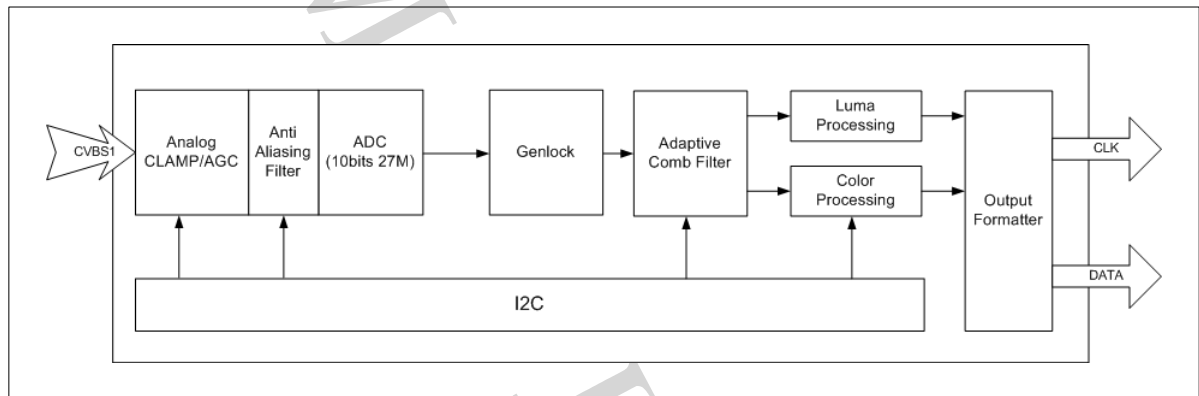 CVBS1
Analog
CLAMP/AGC
Anti
Aliasing
Filter
ADC
(10bits 27M)
Genlock
Adaptive
Comb Filter
Luma
Processing
Color
Processing
Output
Formatter
CLK
DATA
I2C